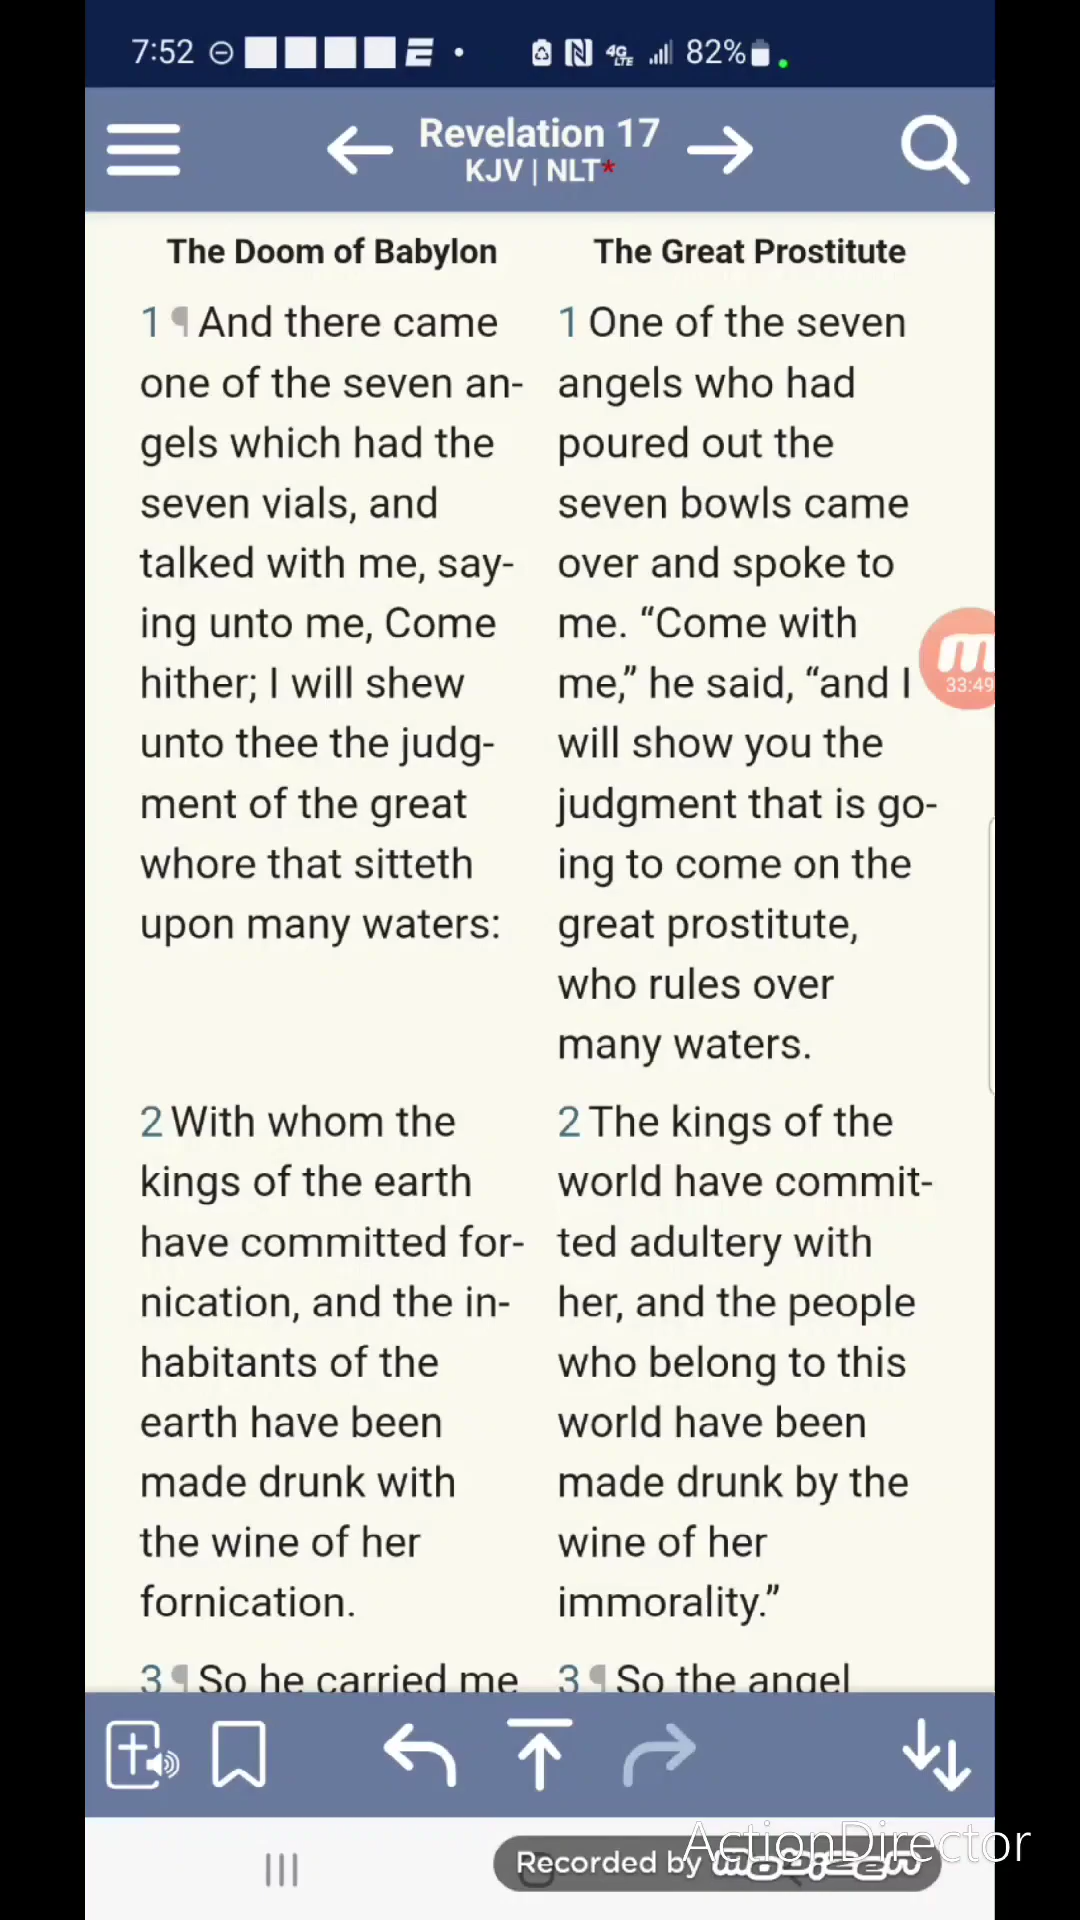 7:52
4G LTE
82%
Revelation 17
KJV | NLT*
The Doom of Babylon
1 ¶ And there came
one of the seven an-
gels which had the
seven vials, and
talked with me, say-
ing unto me, Come
hither; I will shew
unto thee the judg-
ment of the great
whore that sitteth
upon many waters:
2 With whom the
kings of the earth
have committed for-
nication, and the in-
habitants of the
earth have been
made drunk with
the wine of her
fornication.
3 ¶ So he carried me
The Great Prostitute
1 One of the seven
angels who had
poured out the
seven bowls came
over and spoke to
me. “Come with
me,” he said, “and I
will show you the
judgment that is go-
ing to come on the
great prostitute,
who rules over
many waters.
2 The kings of the
world have commit-
ted adultery with
her, and the people
who belong to this
world have been
made drunk by the
wine of her
immorality.”
3 ¶ So the angel
33:49
ActionDirector
Recorded by mobizen